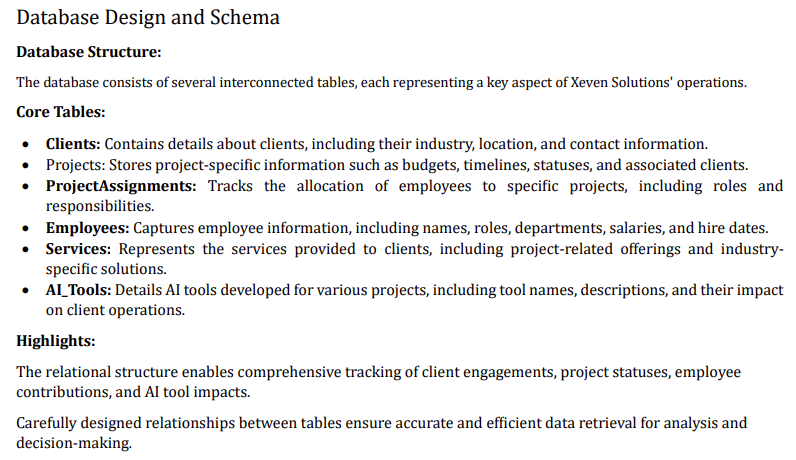 Database Design and Schema
Database Structure:
The database consists of several interconnected tables, each representing a key aspect of Xeven Solutions' operations.
Core Tables:
• Clients: Contains details about clients, including their industry, location, and contact information.
• Projects: Stores project-specific information such as budgets, timelines, statuses, and associated clients.
• ProjectAssignments: Tracks the allocation of employees to specific projects, including roles and
responsibilities.
• Employees: Captures employee information, including names, roles, departments, salaries, and hire dates.
• Services: Represents the services provided to clients, including project-related offerings and industry-
specific solutions.
• AI_Tools: Details AI tools developed for various projects, including tool names, descriptions, and their impact
on client operations.
Highlights:
The relational structure enables comprehensive tracking of client engagements, project statuses, employee
contributions, and AI tool impacts.
Carefully designed relationships between tables ensure accurate and efficient data retrieval for analysis and
decision-making.